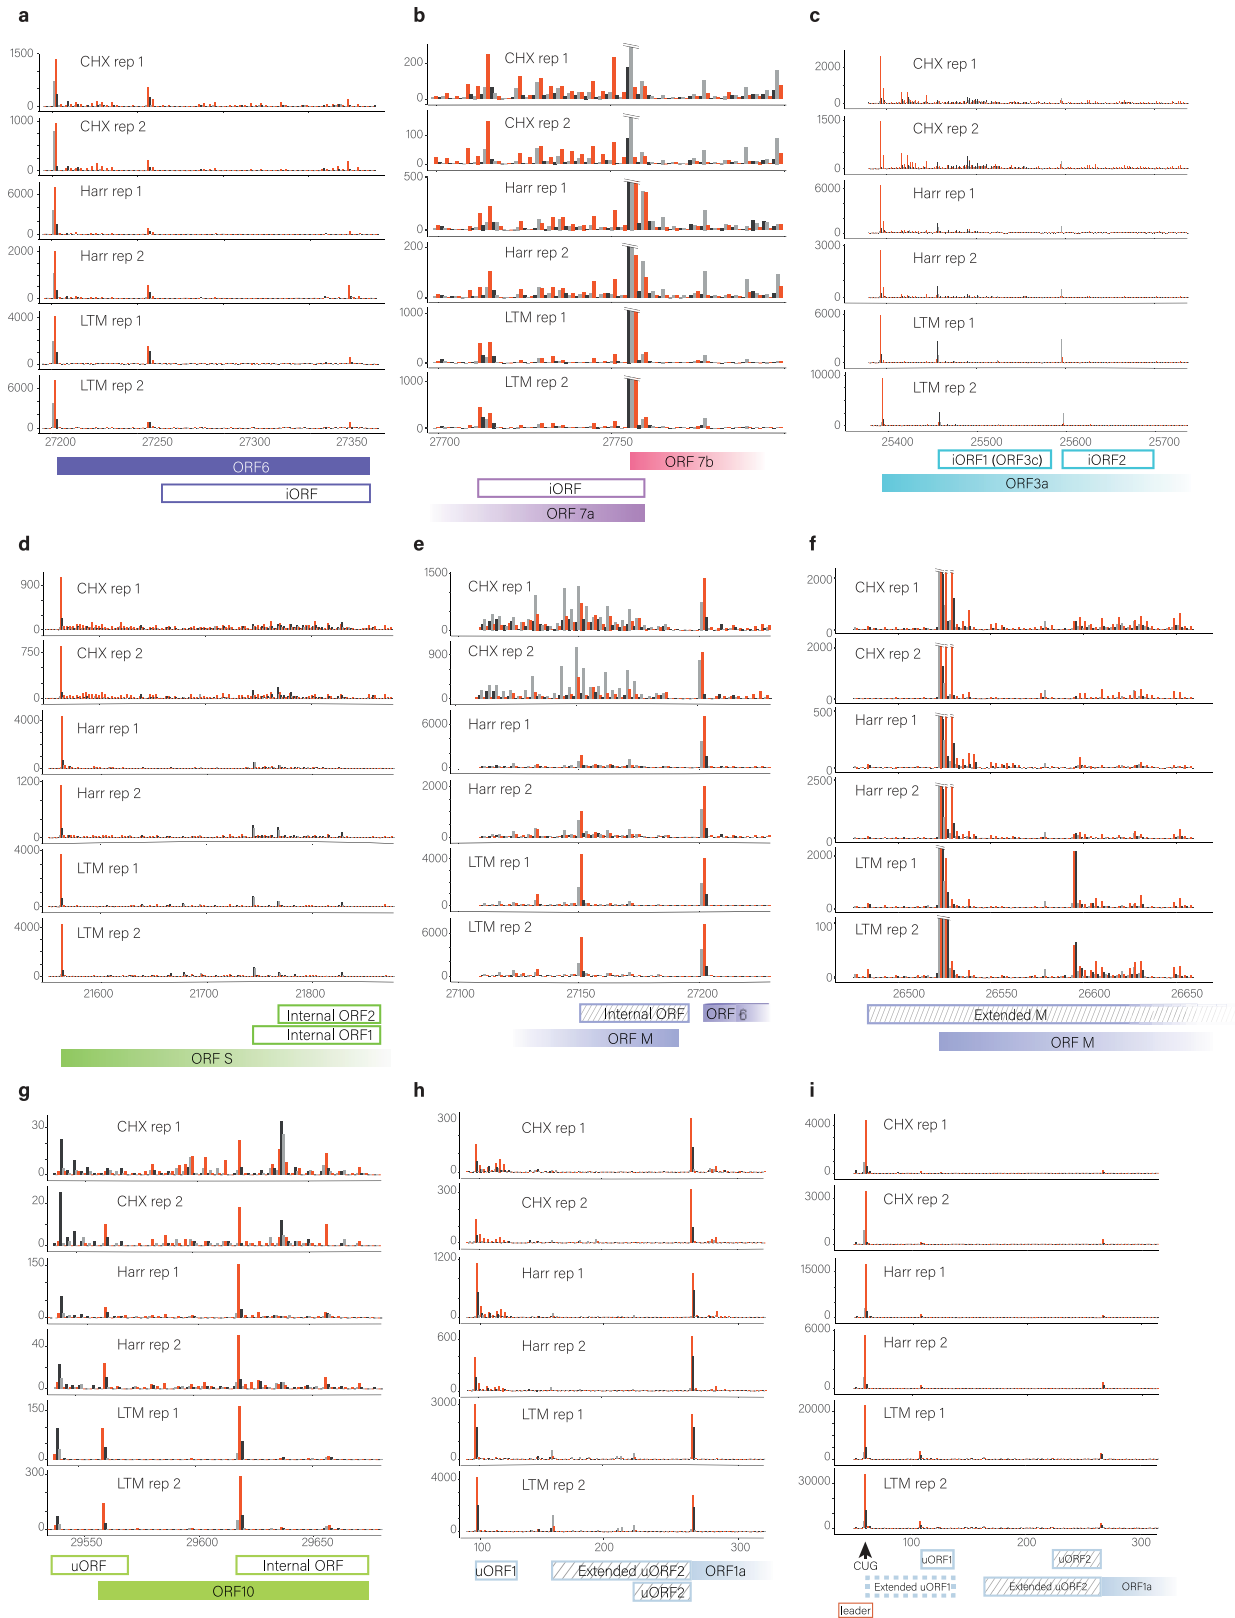 a
1500
CHX rep 1
0
1000
CHX rep 2
0
6000
Harr rep 1
0
2000
Harr rep 2
0
4000
LTM rep 1
0
6000
LTM rep 2
0
27200 27250 27300 27350
ORF6
iORF
b
200
CHX rep 1
0
100
CHX rep 2
0
500
Harr rep 1
0
200
Harr rep 2
0
1000
LTM rep 1
0
1000
LTM rep 2
0
27700 27750
ORF 7b
iORF
ORF 7a
c
2000
CHX rep 1
0
1500
CHX rep 2
0
6000
Harr rep 1
0
3000
Harr rep 2
0
6000
LTM rep 1
0
10000
LTM rep 2
0
25400 25500 25600 25700
iORF1 (ORF3c) iORF2
ORF3a
d
900
CHX rep 1
0
750
CHX rep 2
0
4000
Harr rep 1
0
1200
Harr rep 2
0
4000
LTM rep 1
0
4000
LTM rep 2
0
21600 21700 21800
Internal ORF2
Internal ORF1
ORF S
e
1500
CHX rep 1
0
900
CHX rep 2
0
6000
Harr rep 1
0
2000
Harr rep 2
0
4000
LTM rep 1
0
6000
LTM rep 2
0
27100 27150 27200
Internal ORF ORF 6
ORF M
f
2000
CHX rep 1
0
2000
CHX rep 2
0
500
Harr rep 1
0
2500
Harr rep 2
0
2000
LTM rep 1
0
100
LTM rep 2
0
26500 26550 26600 26650
Extended M
ORF M
g
30
CHX rep 1
0
20
CHX rep 2
0
150
Harr rep 1
0
40
Harr rep 2
0
150
LTM rep 1
0
300
LTM rep 2
0
29550 29600 29650
uORF Internal ORF
ORF10
h
300
CHX rep 1
0
300
CHX rep 2
0
1200
Harr rep 1
0
600
Harr rep 2
0
3000
LTM rep 1
0
4000
LTM rep 2
0
100 200 300
uORF1 Extended uORF2 ORF1a
uORF2
i
4000
CHX rep 1
0
3000
CHX rep 2
0
15000
Harr rep 1
0
6000
Harr rep 2
0
20000
LTM rep 1
0
30000
LTM rep 2
0
100 200 300
CUG uORF1 uORF2
Extended uORF1 Extended uORF2 ORF1a
leader